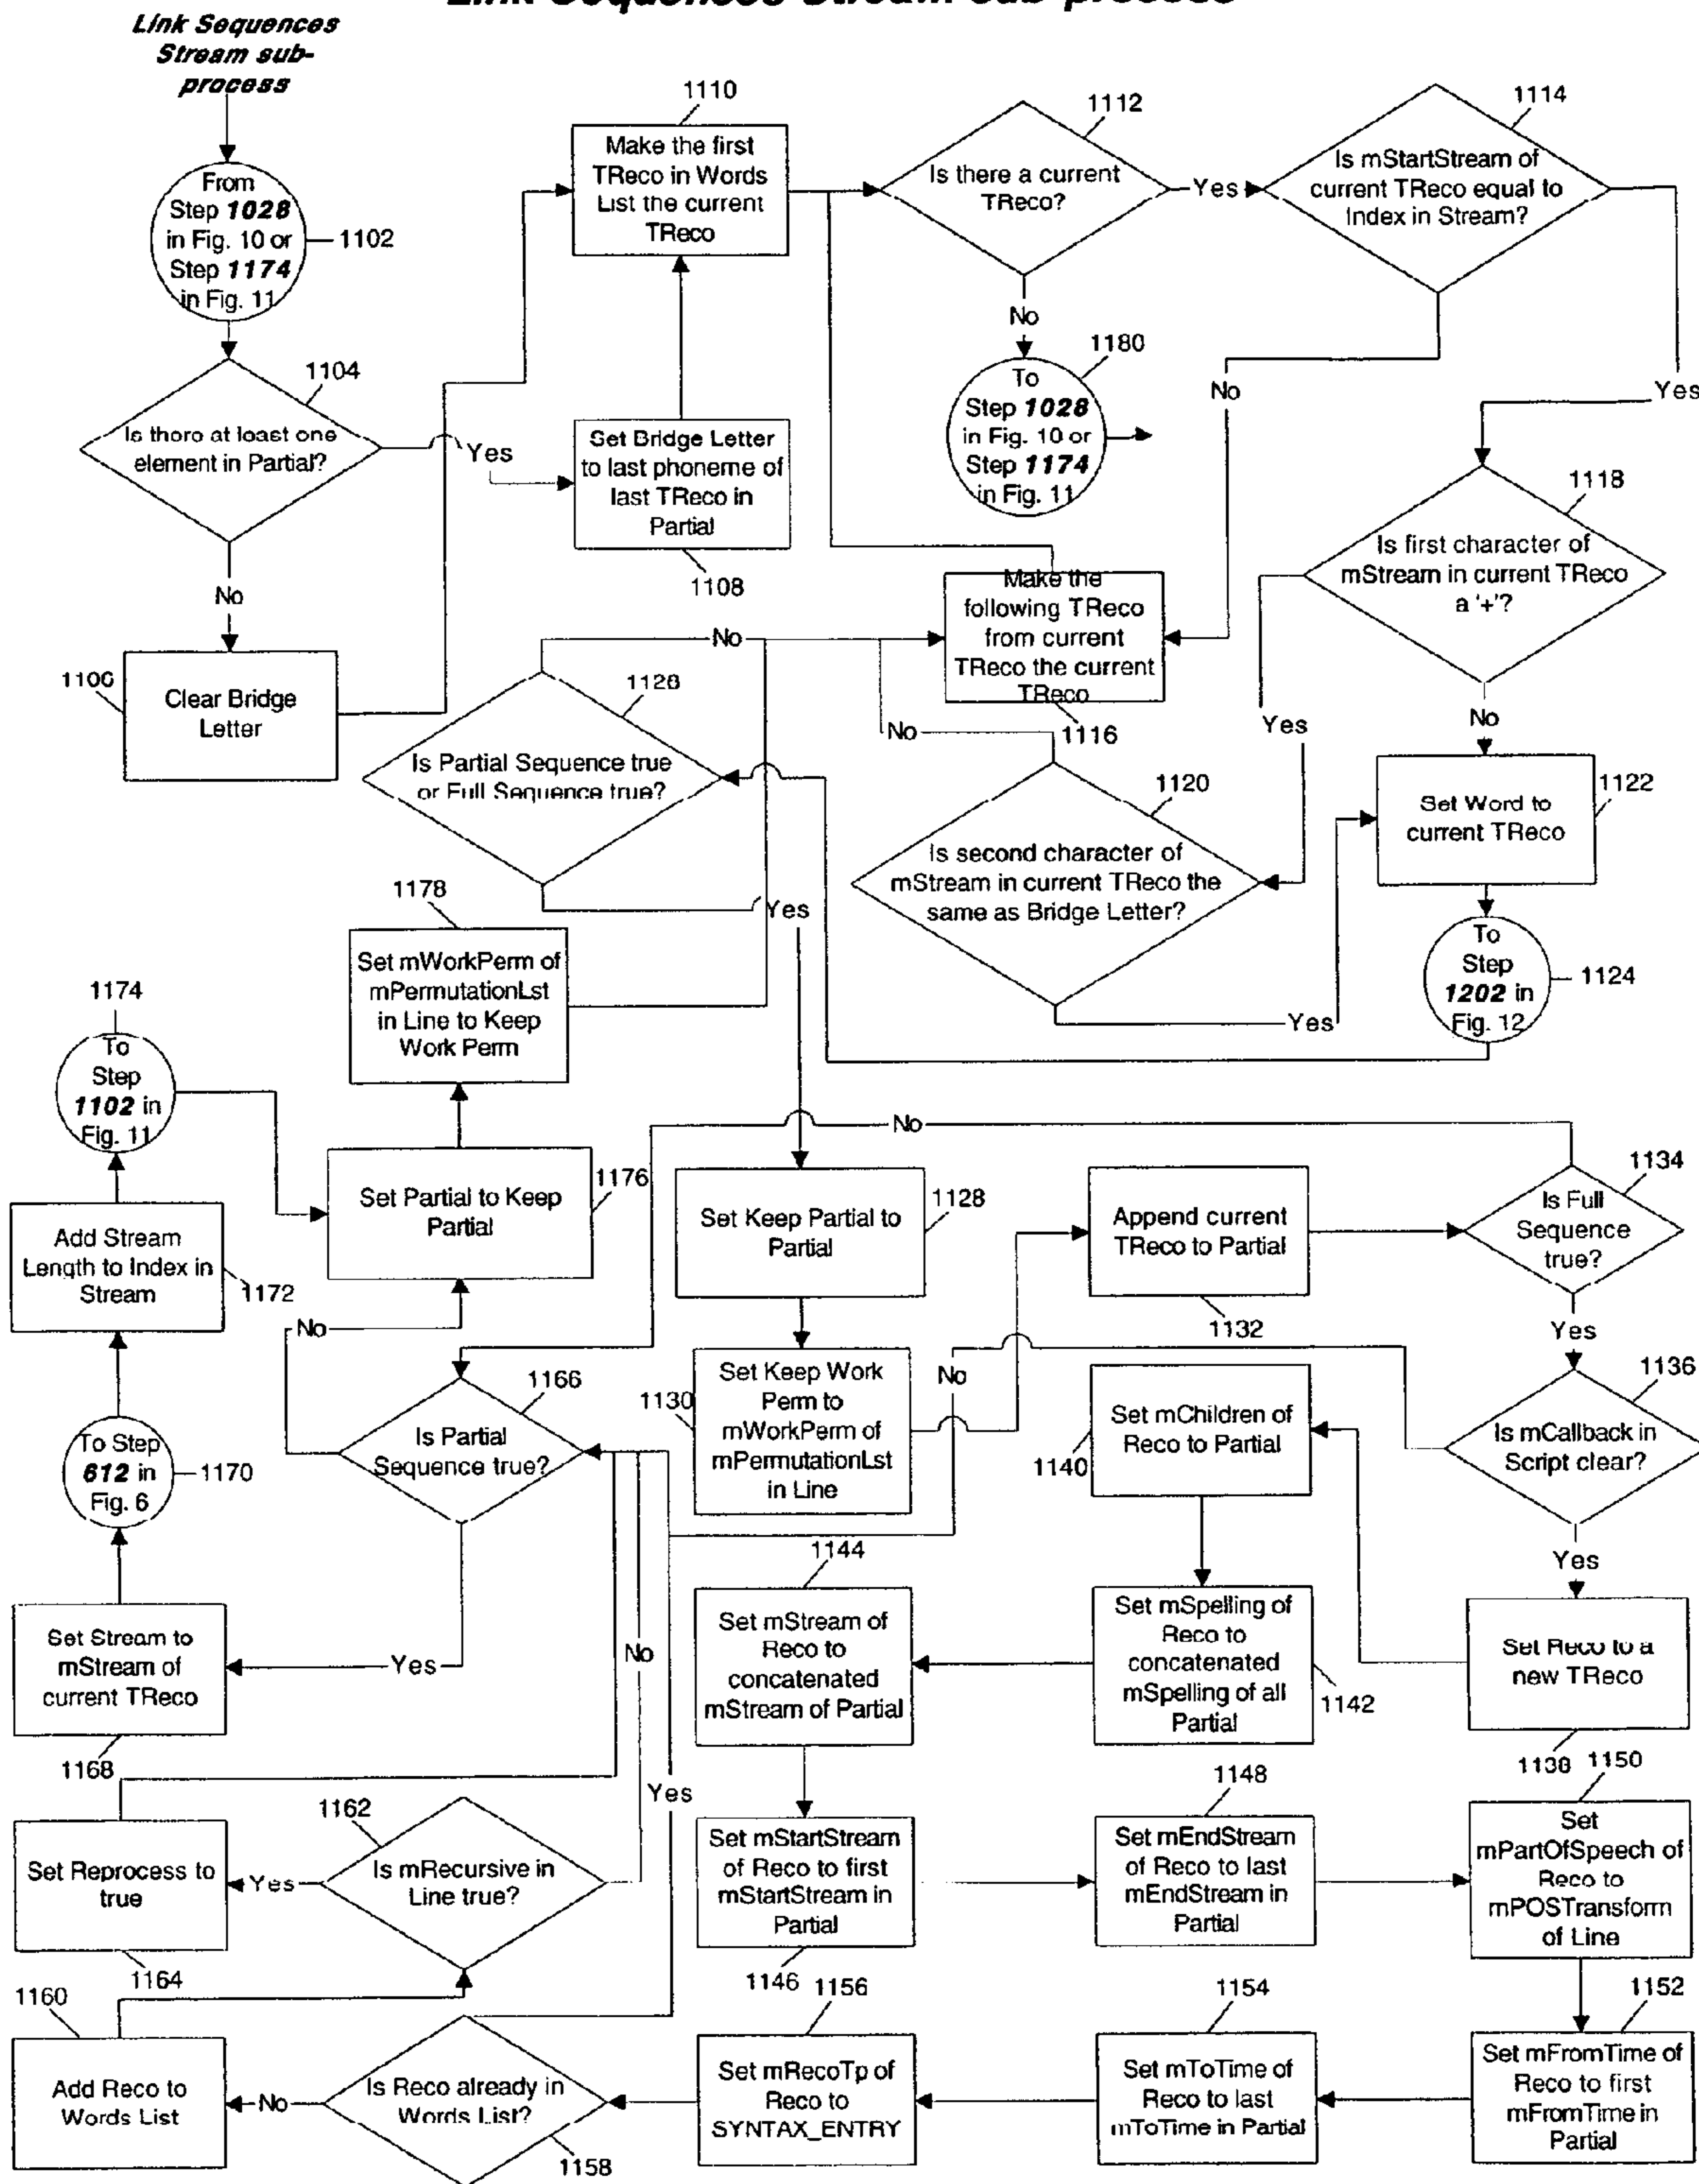 Link Sequences Stream sub-process
Link Sequences
Stream sub-
process
From
Step 1028
in Fig. 10 or
Step 1174
in Fig. 11
1102
1104
Is there at least one
element in Partial?
Yes
No
1106
Clear Bridge
Letter
Set Bridge Letter
to last phoneme of
last TReco in
Partial
1108
1110
Make the first
TReco in Words
List the current
TReco
1112
Is there a current
TReco?
Yes
No
1180
To
Step 1028
in Fig. 10 or
Step 1174
in Fig. 11
1114
Is mStartStream of
current TReco equal to
Index in Stream?
No
Yes
Make the
following TReco
from current
TReco the current
TReco
1116
1118
Is first character of
mStream in current TReco
a '+'?
Yes
No
1120
Is second character of
mStream in current TReco the
same as Bridge Letter?
No
Yes
1122
Set Word to
current TReco
To
Step
1202 in
Fig. 12
1124
1126
Is Partial Sequence true
or Full Sequence true?
No
Yes
1178
Set mWorkPerm of
mPermutationLst
in Line to Keep
Work Perm
1174
To
Step
1102 in
Fig. 11
Set Partial to Keep
Partial
1176
Add Stream
Length to Index in
Stream
1172
To Step
612 in
Fig. 6
1170
Set Keep Partial to
Partial
1128
1130
Set Keep Work
Perm to
mWorkPerm of
mPermutationLst
in Line
Append current
TReco to Partial
1132
1134
Is Full
Sequence
true?
No
Yes
1136
Is mCallback in
Script clear?
No
Yes
Set Reco to a
new TReco
1138
Set mChildren of
Reco to Partial
1140
Set mSpelling of
Reco to
concatenated
mSpelling of all
Partial
1142
1144
Set mStream of
Reco to
concatenated
mStream of Partial
Set mStartStream
of Reco to first
mStartStream in
Partial
1146
1148
Set mEndStream
of Reco to last
mEndStream in
Partial
1150
Set
mPartOfSpeech of
Reco to
mPOSTransform
of Line
1152
Set mFromTime of
Reco to first
mFromTime in
Partial
1154
Set mToTime of
Reco to last
mToTime in Partial
1156
Set mRecoTp of
Reco to
SYNTAX_ENTRY
Is Reco already in
Words List?
1158
No
Yes
1160
Add Reco to
Words List
1162
Is mRecursive in
Line true?
Yes
No
Set Reprocess to
true
1164
1166
Is Partial
Sequence true?
No
Yes
Set Stream to
mStream of
current TReco
1168